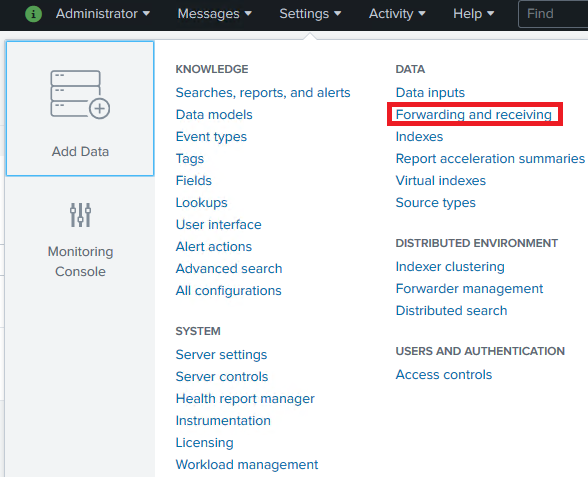 Administrator Messages Settings Activity Help Find
Add Data
Monitoring
Console
KNOWLEDGE
Searches, reports, and alerts
Data models
Event types
Tags
Fields
Lookups
User interface
Alert actions
Advanced search
All configurations
SYSTEM
Server settings
Server controls
Health report manager
Instrumentation
Licensing
Workload management
DATA
Data inputs
Forwarding and receiving
Indexes
Report acceleration summaries
Virtual indexes
Source types
DISTRIBUTED ENVIRONMENT
Indexer clustering
Forwarder management
Distributed search
USERS AND AUTHENTICATION
Access controls